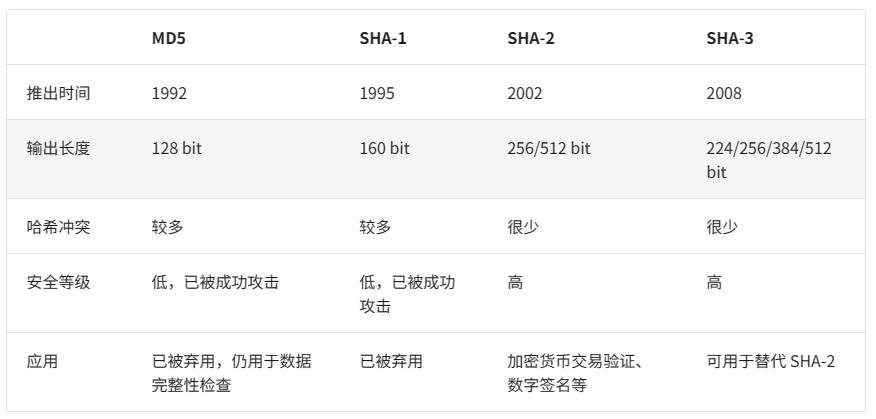 MD5 SHA-1 SHA-2 SHA-3
推出时间 1992 1995 2002 2008
输出长度 128 bit 160 bit 256/512 bit 224/256/384/512
bit
哈希冲突 较多 较多 很少 很少
安全等级 低，已被成功攻击 低，已被成功 高 高
攻击
应用 已被弃用，仍用于数据 已被弃用 加密货币交易验证、 可用于替代 SHA-2
完整性检查 数字签名等